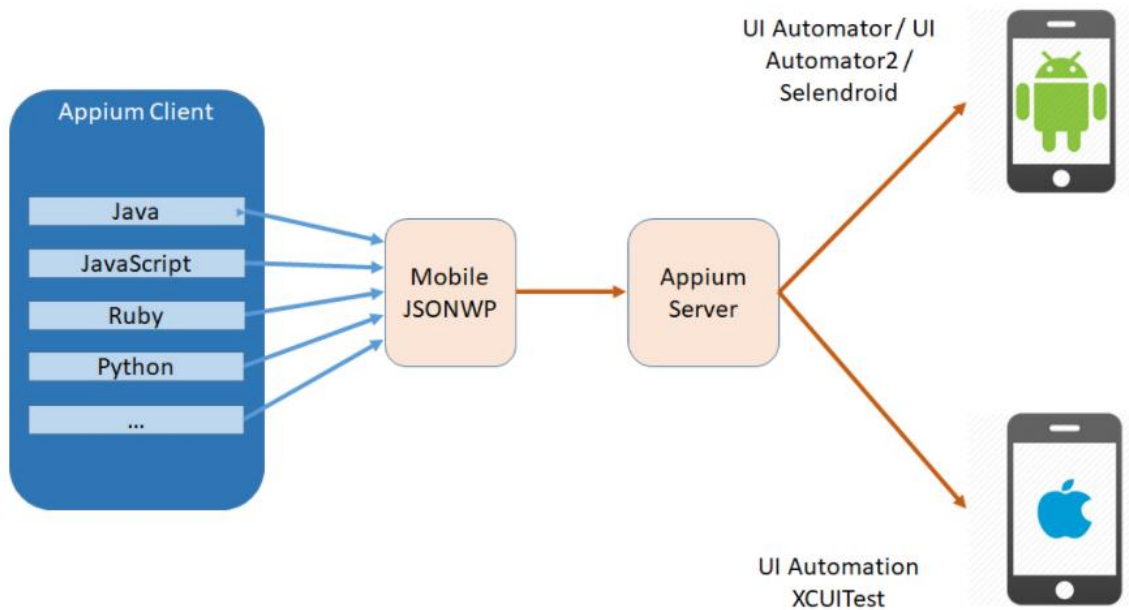 UI Automator / UI
Automator2 /
Selendroid
Appium Client
Java
JavaScript
Ruby
Python
...
Mobile
JSONWP
Appium
Server
UI Automation
XCUITest